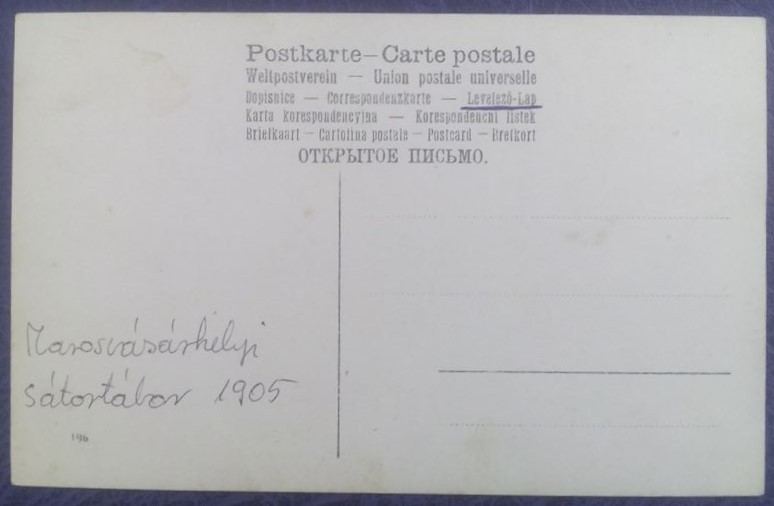 Postkarte – Carte postale
Weltpostverein — Union postale universelle
Dopisnice — Correspondenzkarte — Levelező-Lap
Karta korespondencyjna — Korespondenční lístek
Briefkaart — Cartolina postale — Postcard — Brefkort
ОТКРЫТОЕ ПИСЬМО.
Marosvásárhelyi
sátortábor 1905
196